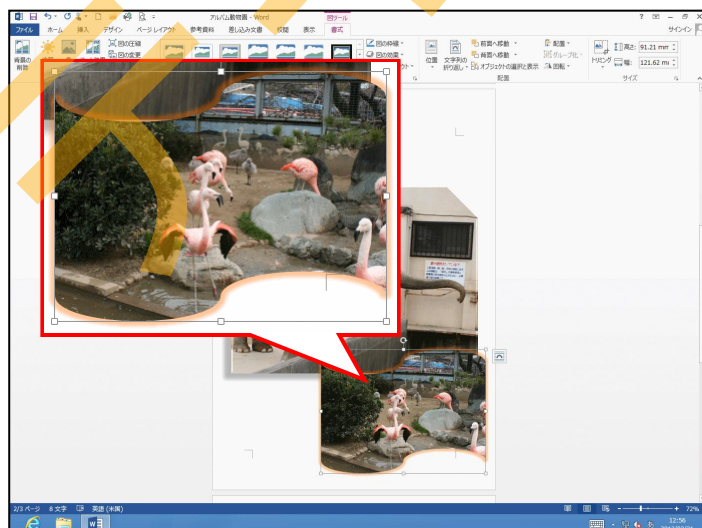 アルバム動物園 - Word
図ツール
サインイン
ファイル ホーム 挿入 デザイン ページ レイアウト 参考資料 差し込み文書 校閲 表示 書式
背景の
削除
図の圧縮
図の変更
図の枠線
図の効果
位置
文字列の
折り返し
前面へ移動
背面へ移動
オブジェクトの選択と表示
配置
グループ化
回転
配置
トリミング
高さ: 91.21 mm
幅: 121.62 m
サイズ
2/3 ページ 8 文字 英語 (米国)
72%
12:56